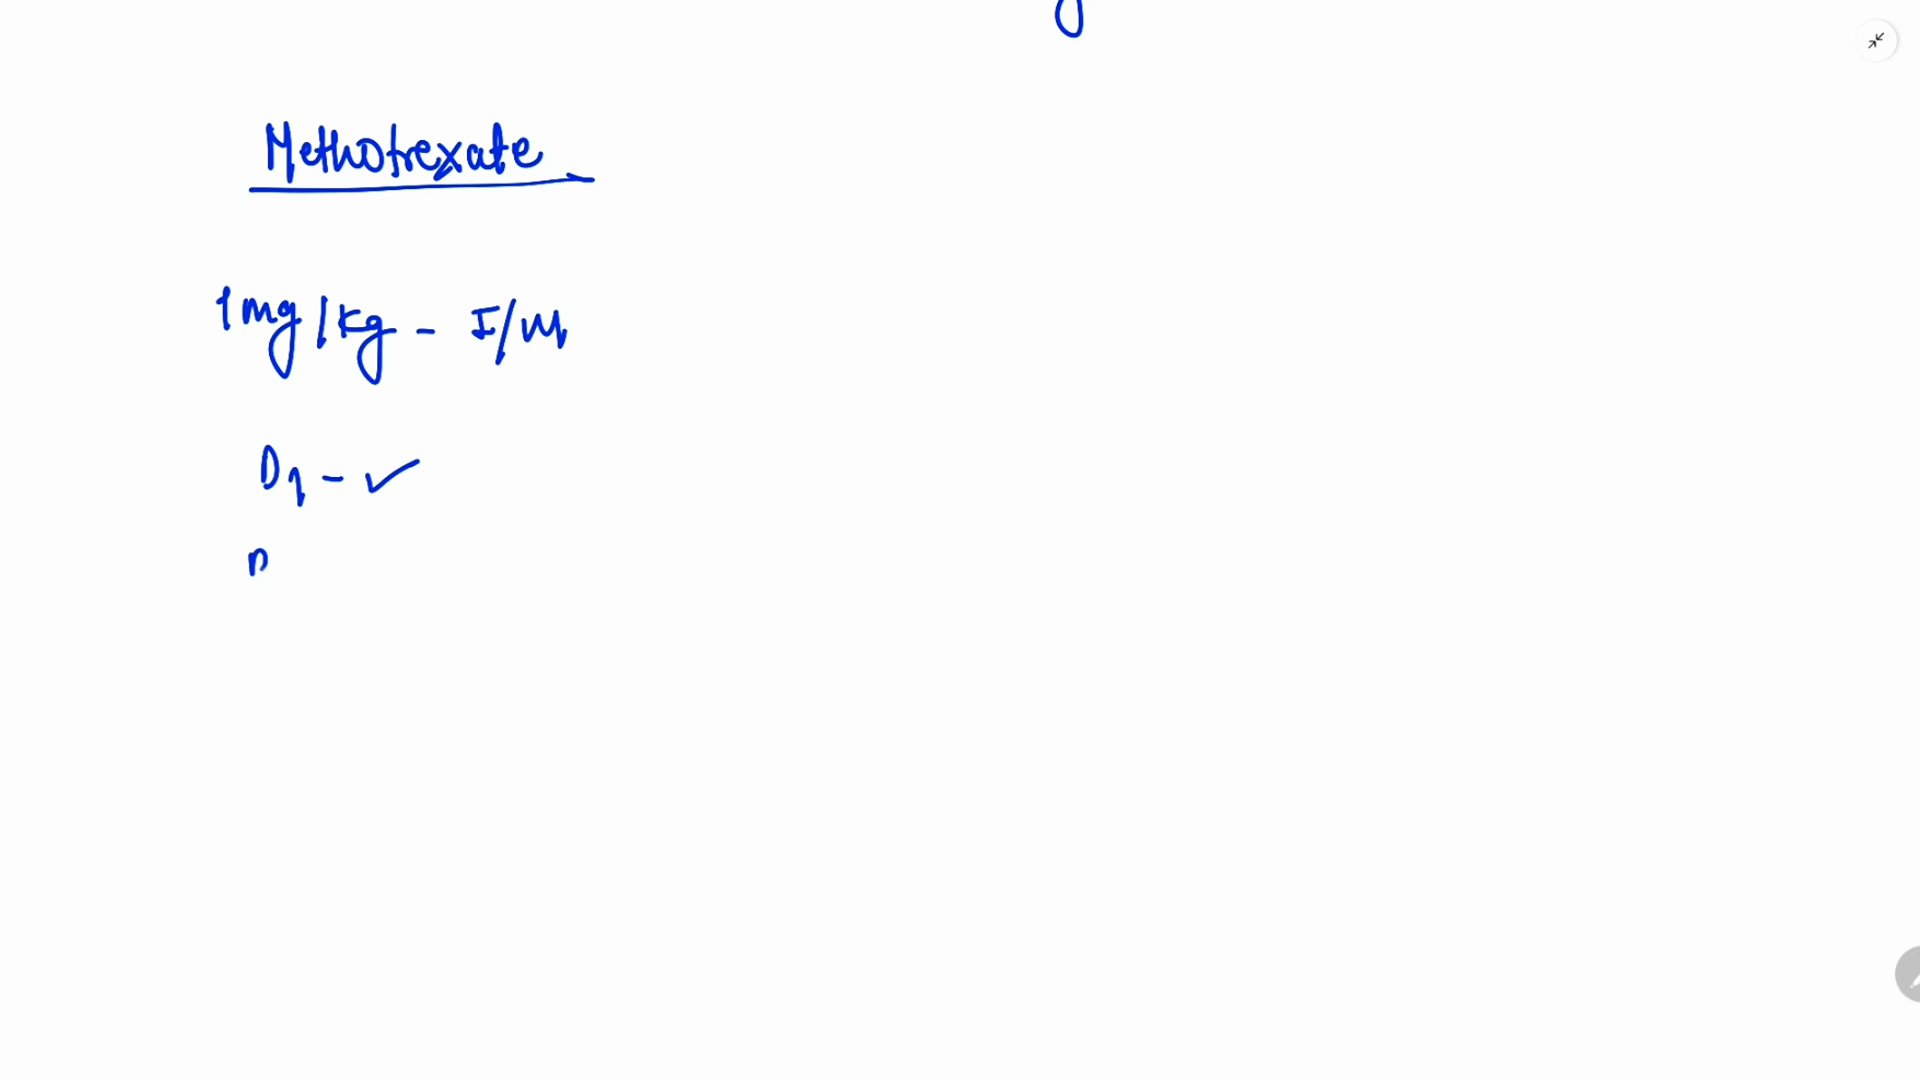 Methotrexate
1mg/kg - I/M
D1 - ✓